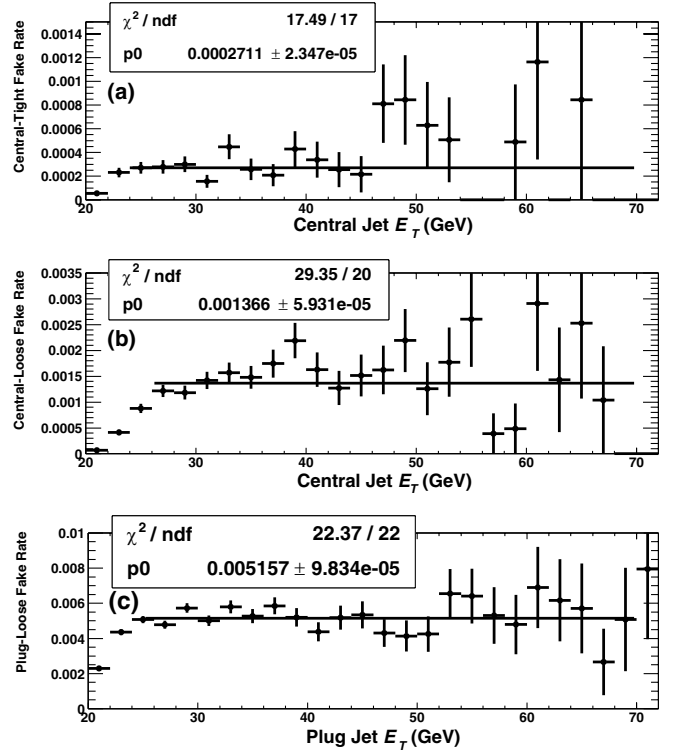 χ² / ndf 17.49 / 17
p0 0.0002711 ± 2.347e-05
(a)
Central-Tight Fake Rate
0.0014
0.0012
0.001
0.0008
0.0006
0.0004
0.0002
0
20 30 40 50 60 70
Central Jet E_T (GeV)
χ² / ndf 29.35 / 20
p0 0.001366 ± 5.931e-05
(b)
Central-Loose Fake Rate
0.0035
0.003
0.0025
0.002
0.0015
0.001
0.0005
0
20 30 40 50 60 70
Central Jet E_T (GeV)
χ² / ndf 22.37 / 22
p0 0.005157 ± 9.834e-05
(c)
Plug-Loose Fake Rate
0.01
0.008
0.006
0.004
0.002
0
20 30 40 50 60 70
Plug Jet E_T (GeV)